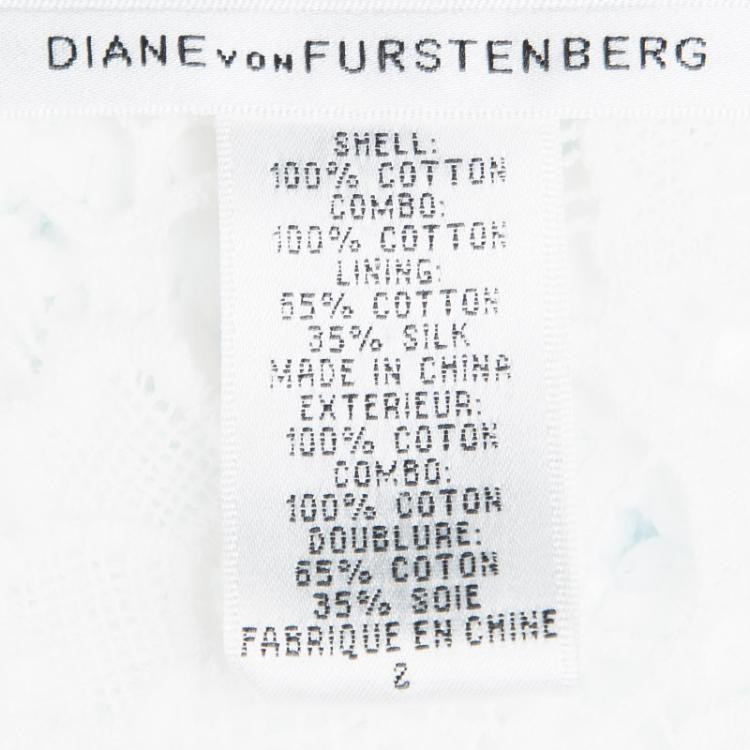 DIANE VON FURSTENBERG
SHELL:
100% COTTON
COMBO:
100% COTTON
LINING:
65% COTTON
35% SILK
MADE IN CHINA
EXTERIEUR:
100% COTON
COMBO:
100% COTON
DOUBLURE:
65% COTON
35% SOIE
FABRIQUE EN CHINE
2